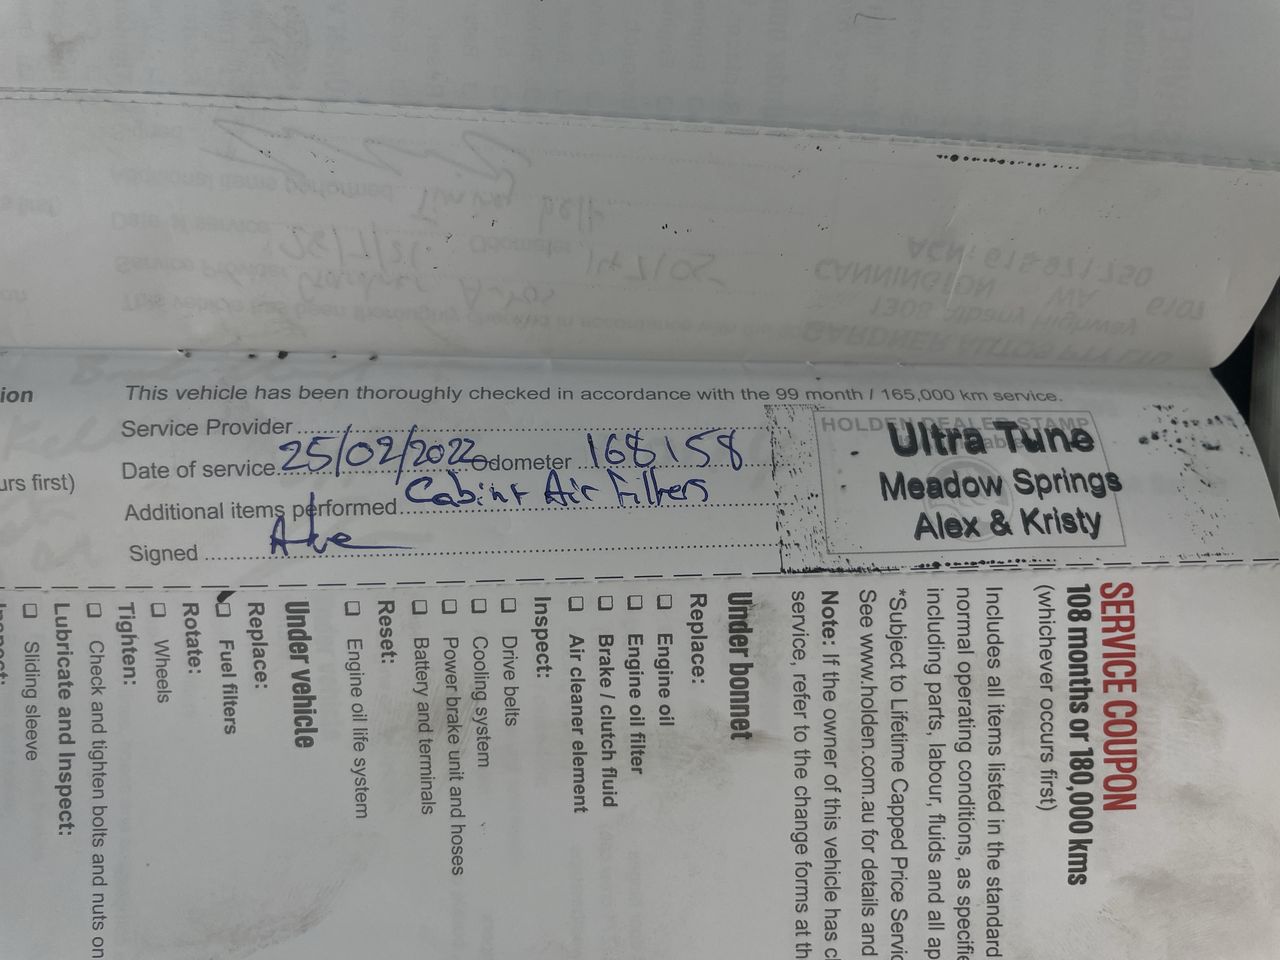 ion
urs first)
This vehicle has been thoroughly checked in accordance with the 99 month / 165,000 km service.
Service Provider
Date of service 25/02/2022 Odometer 168158
Additional items performed Cabint Air Filters
Signed
HOLDEN DEALER STAMP
Ultra Tune
Meadow Springs
Alex & Kristy
SERVICE COUPON
108 months or 180,000 kms
(whichever occurs first)
Includes all items listed in the standard
normal operating conditions, as specifie
including parts, labour, fluids and all ap
*Subject to Lifetime Capped Price Servic
See www.holden.com.au for details and
Note: If the owner of this vehicle has
service, refer to the change forms at th
Under bonnet
Replace:
Engine oil
Engine oil filter
Brake / clutch fluid
Air cleaner element
Inspect:
Drive belts
Cooling system
Power brake unit and hoses
Battery and terminals
Reset:
Engine oil life system
Under vehicle
Replace:
Fuel filters
Rotate:
Wheels
Tighten:
Check and tighten bolts and nuts on
Lubricate and Inspect:
Sliding sleeve